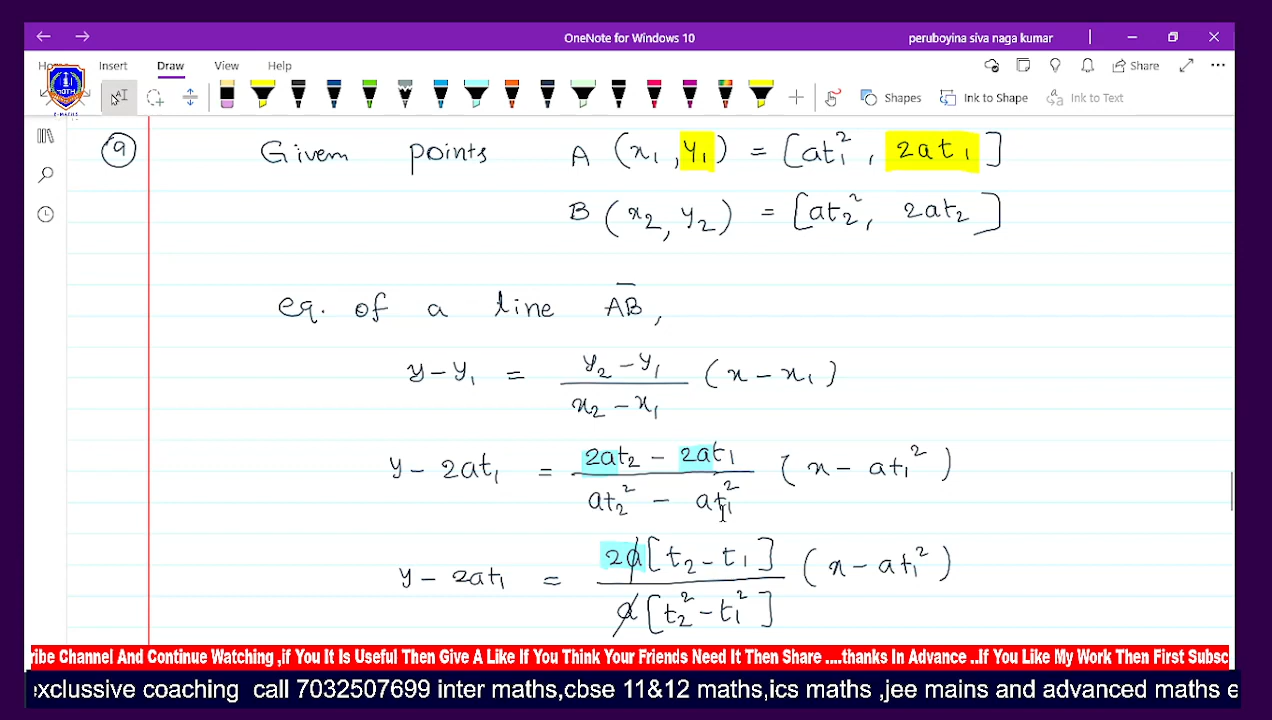 OneNote for Windows 10
peruboyina siva naga kumar
Insert Draw View Help Share
Shapes Ink to Shape Ink to Text
MATH
9 Given points A (x₁, y₁) = [at₁², 2at₁]
B (x₂, y₂) = [at₂², 2at₂]
eq. of a line A̅B̅,
y - y₁ = (y₂ - y₁)/(x₂ - x₁) (x - x₁)
y - 2at₁ = (2at₂ - 2at₁)/(at₂² - at₁²) (x - at₁²)
y - 2at₁ = 2a[t₂ - t₁]/a[t₂² - t₁²] (x - at₁²)
ribe Channel And Continue Watching ,if You It Is Useful Then Give A Like If You Think Your Friends Need It Then Share ....thanks In Advance ..If You Like My Work Then First Subsc
exclussive coaching call 7032507699 inter maths,cbse 11&12 maths,ics maths ,jee mains and advanced maths e